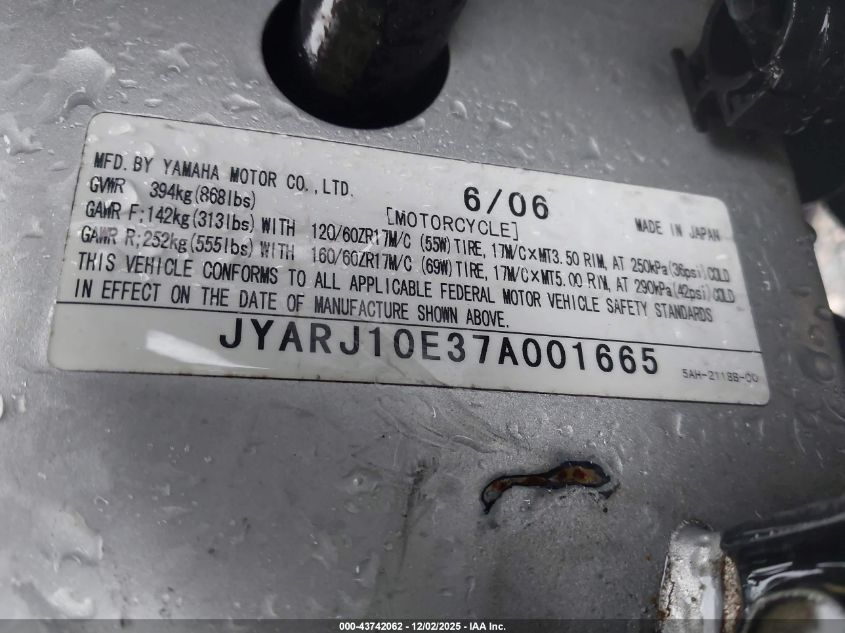 MFD. BY YAMAHA MOTOR CO.,LTD. 6/06
GVWR 394kg(868lbs) [MOTORCYCLE] MADE IN JAPAN
GAWR F;142kg(313lbs)WITH 120/60ZR17M/C (55W)TIRE, 17M/C×MT3.50 RIM, AT 250kPa(36psi)COLD
GAWR R;252kg(555lbs)WITH 160/60ZR17M/C (69W)TIRE, 17M/C×MT5.00 RIM, AT 290kPa(42psi)COLD
THIS VEHICLE CONFORMS TO ALL APPLICABLE FEDERAL MOTOR VEHICLE SAFETY STANDARDS
IN EFFECT ON THE DATE OF MANUFACTURE SHOWN ABOVE.
JYARJ10E37A001665
5AH-2118B-00
000-43742062 - 12/02/2025 - IAA Inc.